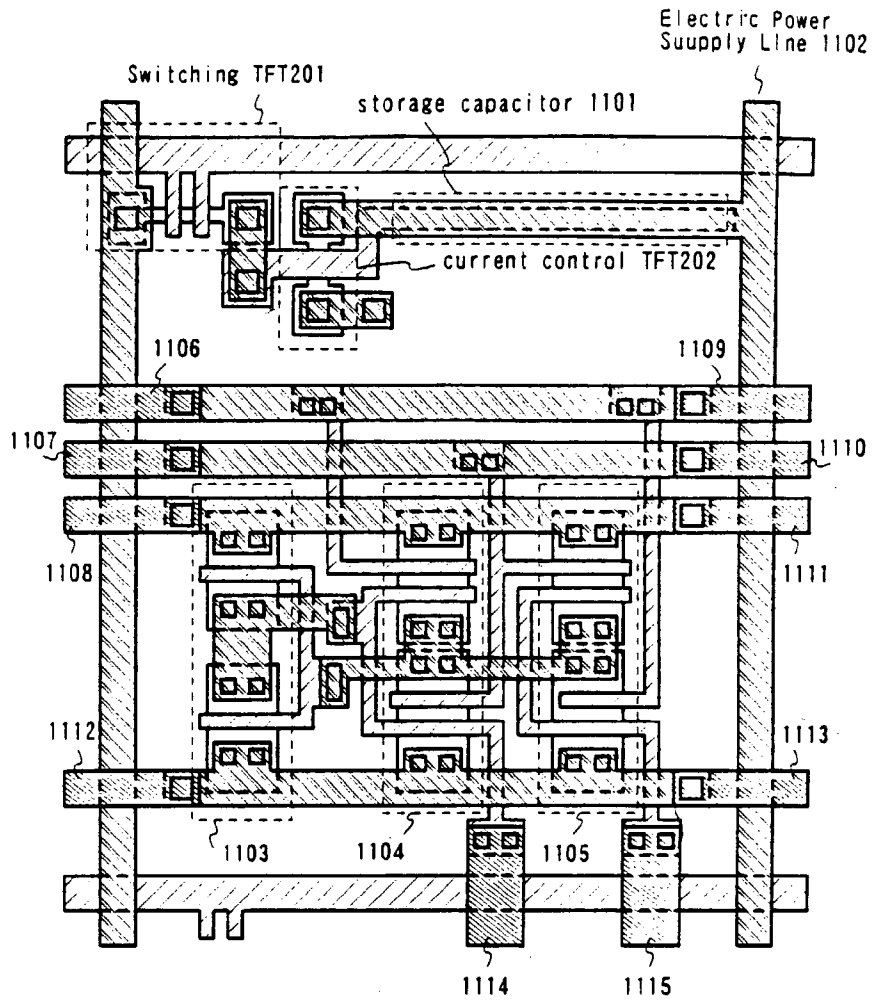 Electric Power
Suupply Line 1102
Switching TFT201
storage capacitor 1101
current control TFT202
1106
1109
1107
1110
1108
1111
1112
1113
1103
1104
1105
1114
1115